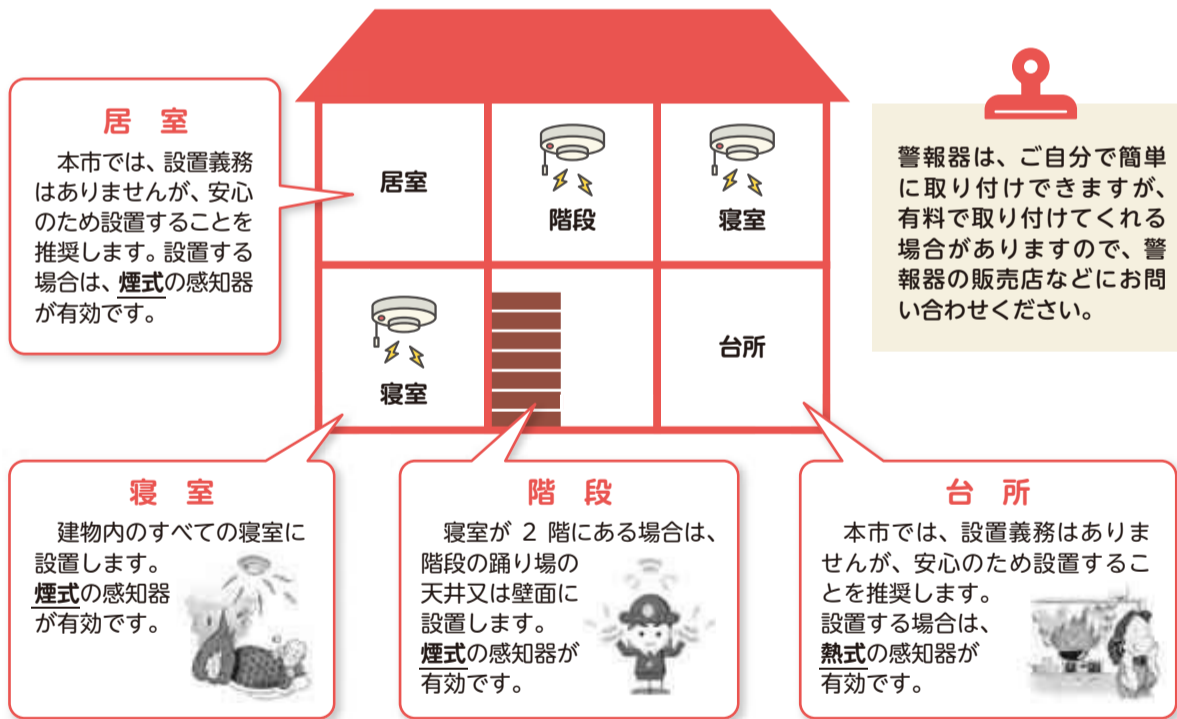 居室
本市では、設置義務
はありませんが、安心
のため設置することを
推奨します。設置する
場合は、煙式の感知器
が有効です。
居室
階段
寝室
寝室
台所
警報器は、ご自分で簡単
に取り付けできますが、
有料で取り付けてくれる
場合がありますので、警
報器の販売店などにお問
い合わせください。
寝室
建物内のすべての寝室に
設置します。
煙式の感知器
が有効です。
階段
寝室が 2 階にある場合は、
階段の踊り場の
天井又は壁面に
設置します。
煙式の感知器が
有効です。
台所
本市では、設置義務はありま
せんが、安心のため設置するこ
とを推奨します。
設置する場合は、
熱式の感知器が
有効です。